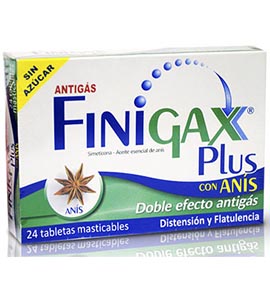 SIN
AZÚCAR
ANTIGÁS
FINIGAX®
Simeticona - Aceite esencial de anís
Plus
CON ANÍS
ANÍS
Doble efecto antigás
24 tabletas masticables
Distensión y Flatulencia